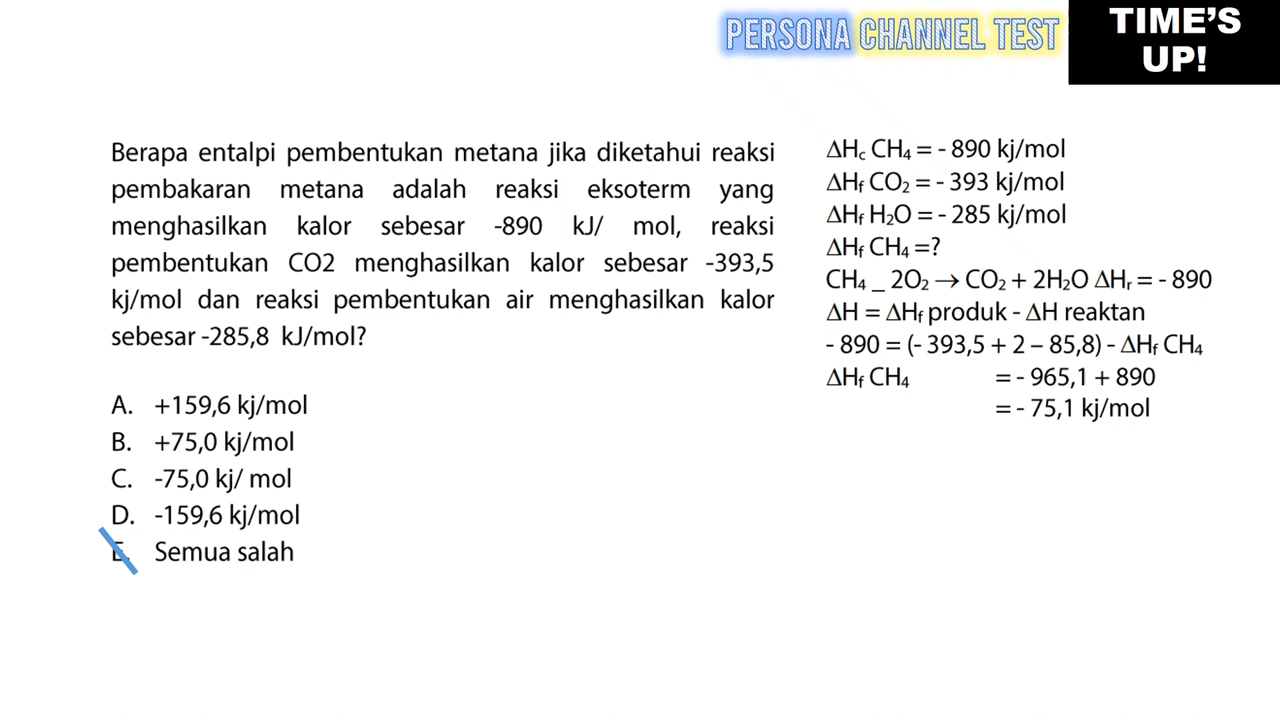 PERSONA CHANNEL TEST
TIME'S
UP!
Berapa entalpi pembentukan metana jika diketahui reaksi
pembakaran metana adalah reaksi eksoterm yang
menghasilkan kalor sebesar -890 kJ/ mol, reaksi
pembentukan CO2 menghasilkan kalor sebesar -393,5
kj/mol dan reaksi pembentukan air menghasilkan kalor
sebesar -285,8 kJ/mol?
A. +159,6 kj/mol
B. +75,0 kj/mol
C. -75,0 kj/ mol
D. -159,6 kj/mol
E. Semua salah
ΔHc CH₄ = - 890 kj/mol
ΔHf CO₂ = - 393 kj/mol
ΔHf H₂O = - 285 kj/mol
ΔHf CH₄ =?
CH₄ _ 2O₂ → CO₂ + 2H₂O ΔHr = - 890
ΔH = ΔHf produk - ΔH reaktan
- 890 = (- 393,5 + 2 – 85,8) - ΔHf CH₄
ΔHf CH₄ = - 965,1 + 890
= - 75,1 kj/mol